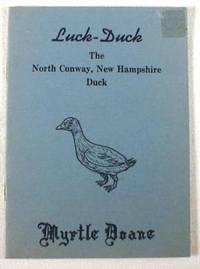 Luck-Duck
The
North Conway, New Hampshire
Duck
Myrtle Doane